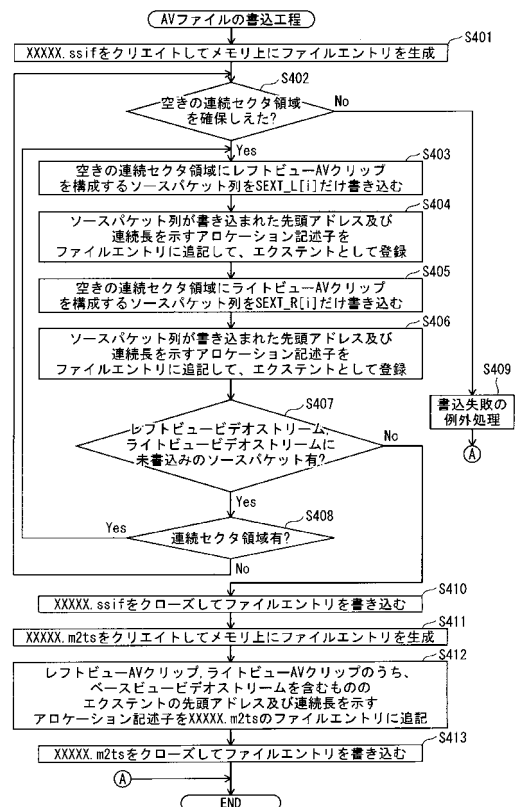 AVファイルの書込工程
S401
XXXXX.ssifをクリエイトしてメモリ上にファイルエントリを生成
S402
空きの連続セクタ領域
を確保しえた?
No
Yes
S403
空きの連続セクタ領域にレフトビューAVクリップ
を構成するソースパケット列をSEXT_L[i]だけ書き込む
S404
ソースパケット列が書き込まれた先頭アドレス及び
連続長を示すアロケーション記述子を
ファイルエントリに追記して、エクステントとして登録
S405
空きの連続セクタ領域にライトビューAVクリップ
を構成するソースパケット列をSEXT_R[i]だけ書き込む
S406
ソースパケット列が書き込まれた先頭アドレス及び
連続長を示すアロケーション記述子を
ファイルエントリに追記して、エクステントとして登録
S409
書込失敗の
例外処理
A
S407
レフトビュービデオストリーム,
ライトビュービデオストリームに
未書込みのソースパケット有?
No
Yes
S408
連続セクタ領域有?
Yes
No
S410
XXXXX.ssifをクローズしてファイルエントリを書き込む
S411
XXXXX.m2tsをクリエイトしてメモリ上にファイルエントリを生成
S412
レフトビューAVクリップ,ライトビューAVクリップのうち、
ベースビュービデオストリームを含むものの
エクステントの先頭アドレス及び連続長を示す
アロケーション記述子をXXXXX.m2tsのファイルエントリに追記
S413
XXXXX.m2tsをクローズしてファイルエントリを書き込む
A
END